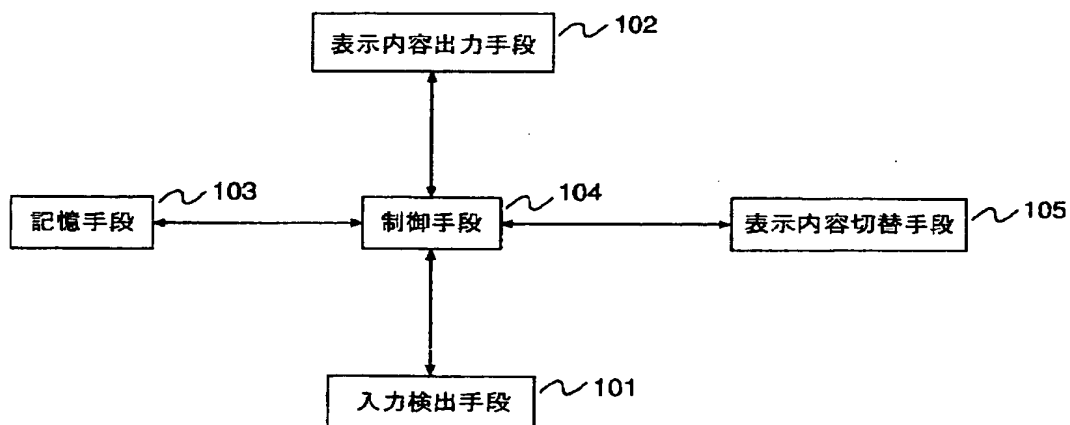 表示内容出力手段 102
記憶手段 103
制御手段 104
表示内容切替手段 105
入力検出手段 101